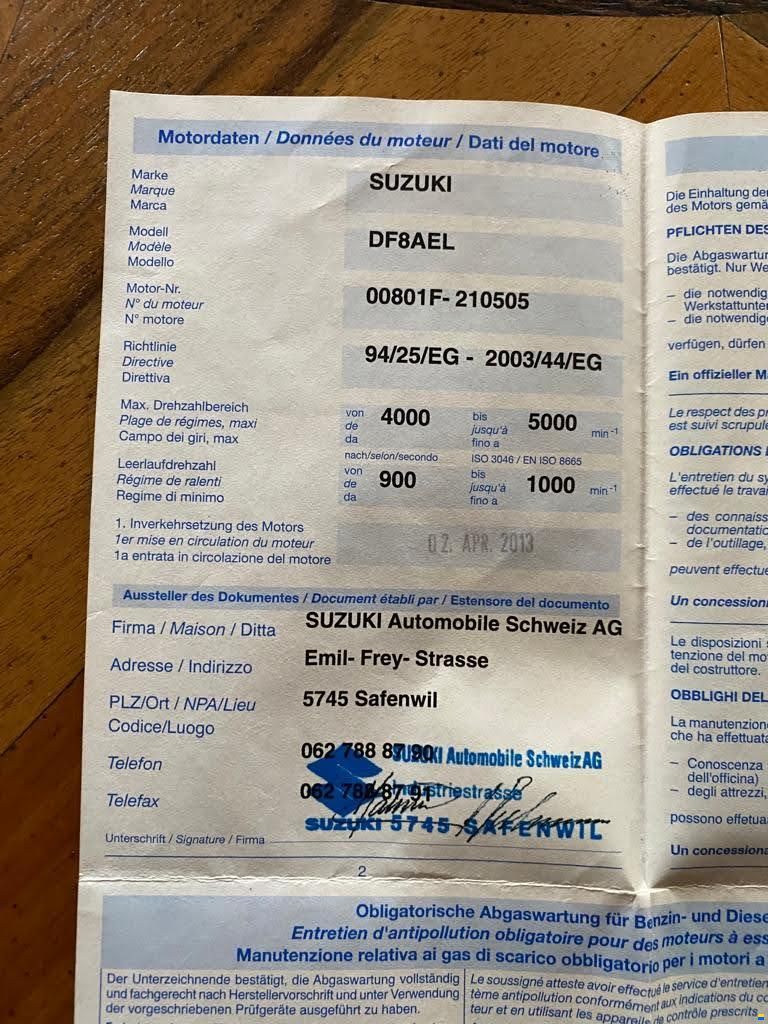 Motordaten / Données du moteur / Dati del motore
Marke
Marque
Marca
SUZUKI
Modell
Modèle
Modello
DF8AEL
Motor-Nr.
N° du moteur
N° motore
00801F- 210505
Richtlinie
Directive
Direttiva
94/25/EG - 2003/44/EG
Max. Drehzahlbereich
Plage de régimes, maxi
Campo dei giri, max
von
de
da
4000
bis
jusqu'à
fino a
5000
min⁻¹
nach/selon/secondo ISO 3046 / EN ISO 8665
Leerlaufdrehzahl
Régime de ralenti
Regime di minimo
von
de
da
900
bis
jusqu'à
fino a
1000
min⁻¹
1. Inverkehrsetzung des Motors
1er mise en circulation du moteur
1a entrata in circolazione del motore
02. APR. 2013
Aussteller des Dokumentes / Document établi par / Estensore del documento
Firma / Maison / Ditta SUZUKI Automobile Schweiz AG
Adresse / Indirizzo Emil- Frey- Strasse
PLZ/Ort / NPA/Lieu 5745 Safenwil
Codice/Luogo
Telefon 062 788 87 90
Telefax 062 788 87 91
SUZUKI Automobile Schweiz AG
Industriestrasse
SUZUKI 5745 SAFENWIL
Unterschrift / Signature / Firma
2
Obligatorische Abgaswartung für Benzin- und Diese
Entretien d'antipollution obligatoire pour des moteurs à ess
Manutenzione relativa ai gas di scarico obbligatorio per i motori a
Der Unterzeichnende bestätigt, die Abgaswartung vollständig
und fachgerecht nach Herstellervorschrift und unter Verwendung
der vorgeschriebenen Prüfgeräte ausgeführt zu haben.
Le soussigné atteste avoir effectué le service d'entretien
tème antipollution conformément aux indications du co
teur et en utilisant les appareils de contrôle prescrits.
Die Einhaltung der
des Motors gemä
PFLICHTEN DES
Die Abgaswartur
bestätigt. Nur We
– die notwendig
Werkstattunter
– die notwendige
verfügen, dürfen
Ein offizieller M
Le respect des pr
est suivi scrupule
OBLIGATIONS
L'entretien du sy
effectué le travai
– des connaiss
documentatio
– de l'outillage,
peuvent effectue
Un concession
Le disposizioni
tenzione del mo
del costruttore.
OBBLIGHI DEL
La manutenzion
che ha effettuata
– Conoscenza
dell'officina)
– degli attrezzi,
possono effettua
Un concessiona